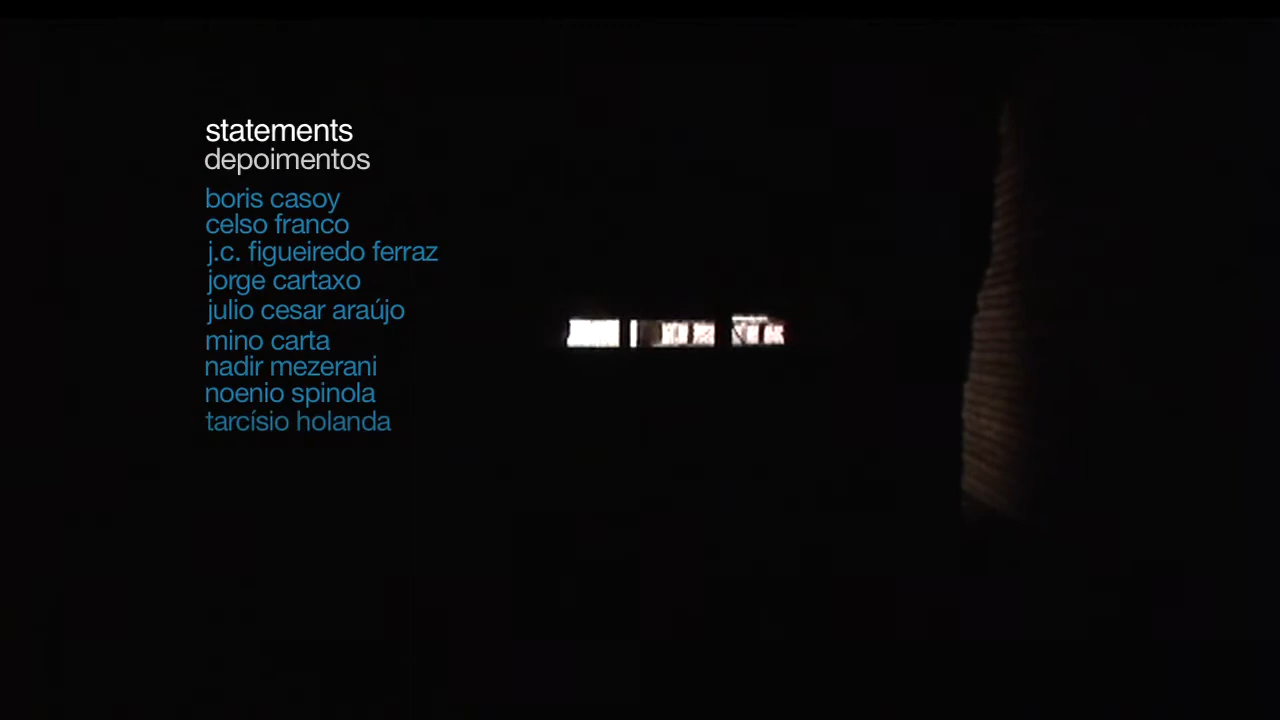 statements
depoimentos
boris casoy
celso franco
j.c. figueiredo ferraz
jorge cartaxo
julio cesar araújo
mino carta
nadir mezerani
noenio spinola
tarcísio holanda